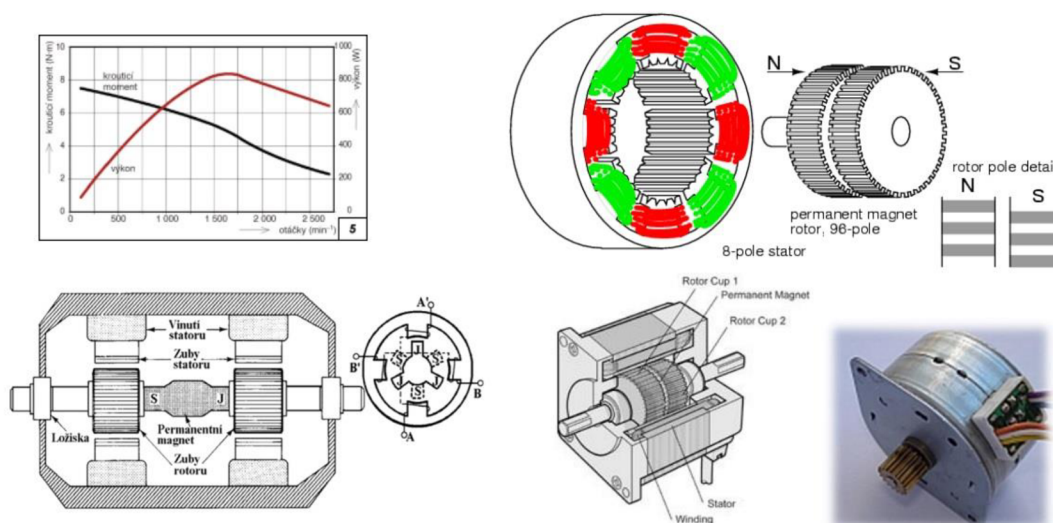 10
8
6
4
2
0
kroutící moment (N·m)
kroutící
moment
výkon
1 000
800
600
400
200
0
výkon (W)
0
500
1 000
1 500
2 000
2 500
otáčky (min⁻¹)
5
N
S
8-pole stator
permanent magnet
rotor, 96-pole
rotor pole detail
N
S
Vinutí
statoru
Zuby
statoru
S
J
Permanentní
magnet
Ložiska
Zuby
rotoru
A'
B'
J
S
S
S
B
A
Rotor Cup 1
Permanent Magnet
Rotor Cup 2
Stator
Winding